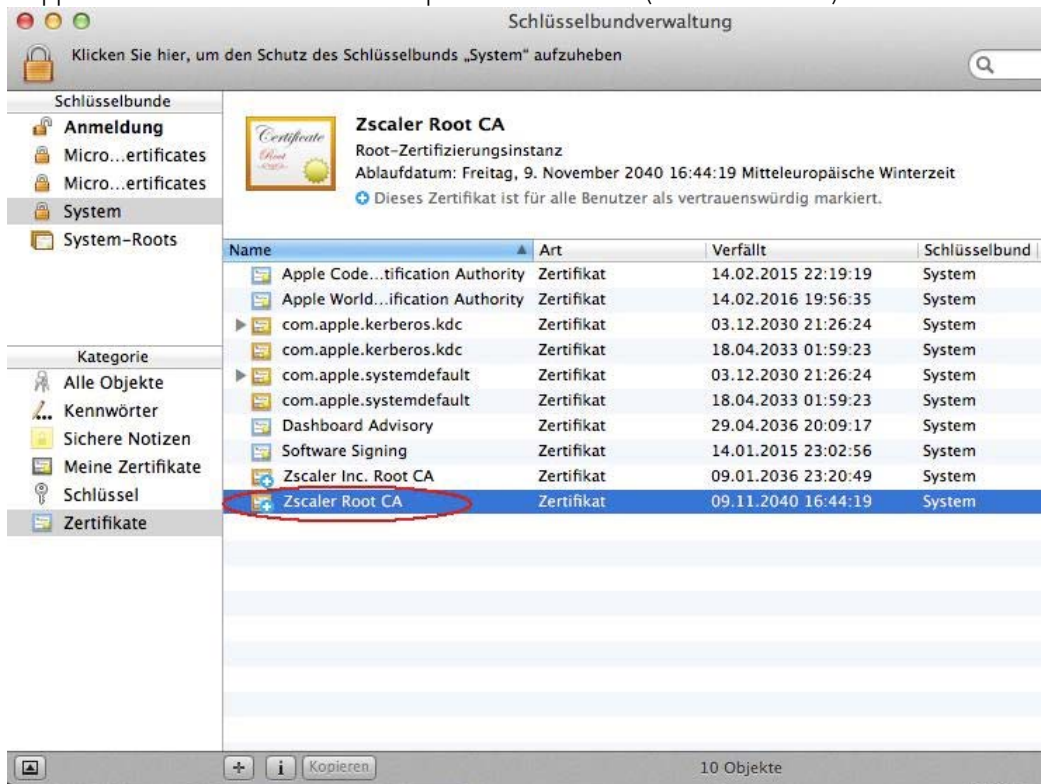 Schlüsselbundverwaltung
Klicken Sie hier, um den Schutz des Schlüsselbunds „System“ aufzuheben
Schlüsselbunde
Anmeldung
Micro...ertificates
Micro...ertificates
System
System-Roots
Certificate
Root
Zscaler Root CA
Root-Zertifizierungsinstanz
Ablaufdatum: Freitag, 9. November 2040 16:44:19 Mitteleuropäische Winterzeit
Dieses Zertifikat ist für alle Benutzer als vertrauenswürdig markiert.
Name Art Verfällt Schlüsselbund
Apple Code...tification Authority Zertifikat 14.02.2015 22:19:19 System
Apple World...ification Authority Zertifikat 14.02.2016 19:56:35 System
com.apple.kerberos.kdc Zertifikat 03.12.2030 21:26:24 System
com.apple.kerberos.kdc Zertifikat 18.04.2033 01:59:23 System
com.apple.systemdefault Zertifikat 03.12.2030 21:26:24 System
com.apple.systemdefault Zertifikat 18.04.2033 01:59:23 System
Dashboard Advisory Zertifikat 29.04.2036 20:09:17 System
Software Signing Zertifikat 14.01.2015 23:02:56 System
Zscaler Inc. Root CA Zertifikat 09.01.2036 23:20:49 System
Zscaler Root CA Zertifikat 09.11.2040 16:44:19 System
Kategorie
Alle Objekte
Kennwörter
Sichere Notizen
Meine Zertifikate
Schlüssel
Zertifikate
Kopieren
10 Objekte